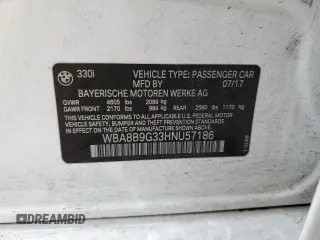 330i
VEHICLE TYPE: PASSENGER CAR
BAYERISCHE MOTOREN WERKE AG 07/17
GVWR 4605 lbs 2089 kg
GAWR FRONT 2170 lbs 984 kg REAR 2580 lbs 1170 kg
THIS VEHICLE CONFORMS TO ALL APPLICABLE U.S. FEDERAL MOTOR VEHICLE SAFETY, BUMPER, AND THEFT PREVENTION STANDARDS IN EFFECT ON THE DATE OF MANUFACTURE SHOWN ABOVE.
WBA8B9G33HNU57186
DREAMBID
DREAMBID.COM